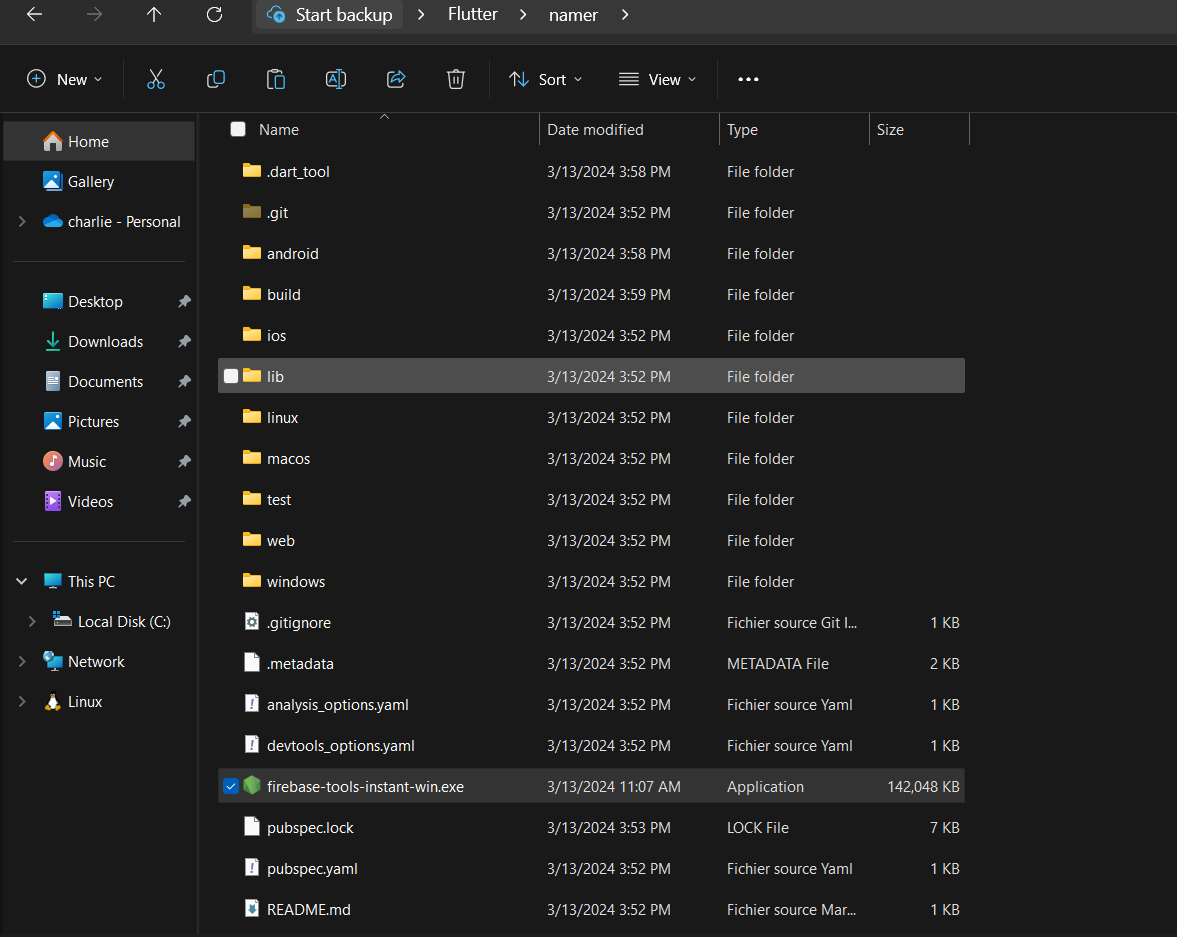 Start backup > Flutter > namer >
New Sort View ...
Name Date modified Type Size
Home
Gallery
charlie - Personal
Desktop
Downloads
Documents
Pictures
Music
Videos
This PC
Local Disk (C:)
Network
Linux
.dart_tool 3/13/2024 3:58 PM File folder
.git 3/13/2024 3:52 PM File folder
android 3/13/2024 3:58 PM File folder
build 3/13/2024 3:59 PM File folder
ios 3/13/2024 3:52 PM File folder
lib 3/13/2024 3:52 PM File folder
linux 3/13/2024 3:52 PM File folder
macos 3/13/2024 3:52 PM File folder
test 3/13/2024 3:52 PM File folder
web 3/13/2024 3:52 PM File folder
windows 3/13/2024 3:52 PM File folder
.gitignore 3/13/2024 3:52 PM Fichier source Git I... 1 KB
.metadata 3/13/2024 3:52 PM METADATA File 2 KB
analysis_options.yaml 3/13/2024 3:52 PM Fichier source Yaml 1 KB
devtools_options.yaml 3/13/2024 3:52 PM Fichier source Yaml 1 KB
firebase-tools-instant-win.exe 3/13/2024 11:07 AM Application 142,048 KB
pubspec.lock 3/13/2024 3:53 PM LOCK File 7 KB
pubspec.yaml 3/13/2024 3:52 PM Fichier source Yaml 1 KB
README.md 3/13/2024 3:52 PM Fichier source Mar... 1 KB